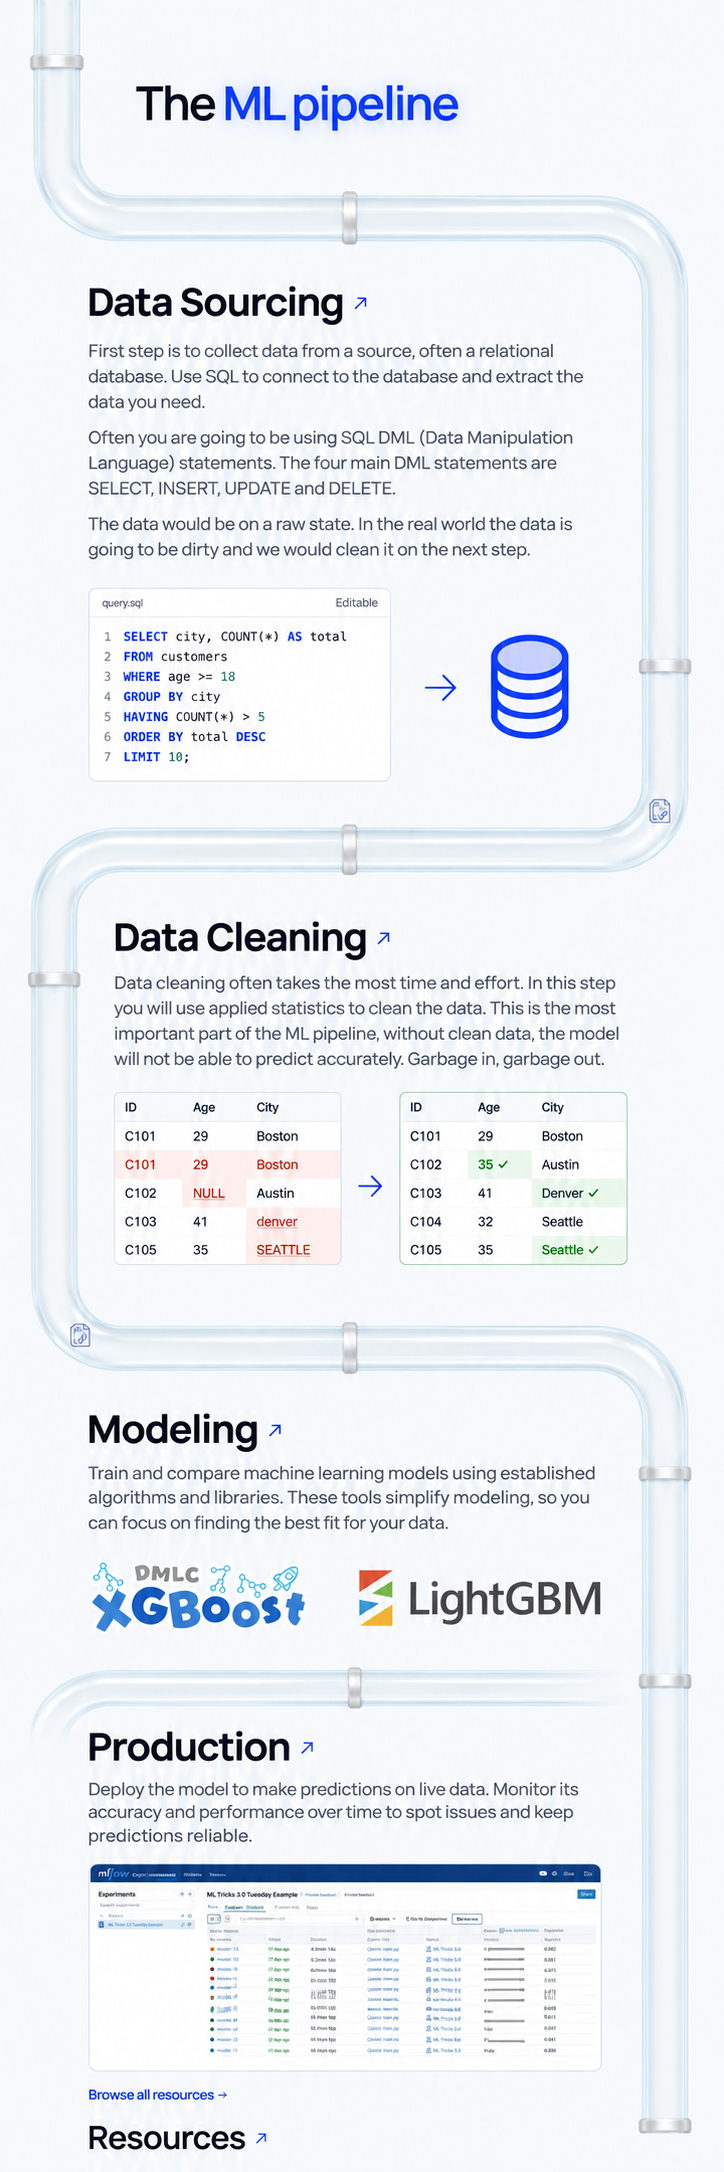 The ML pipeline
Data Sourcing ↗
First step is to collect data from a source, often a relational
database. Use SQL to connect to the database and extract the
data you need.
Often you are going to be using SQL DML (Data Manipulation
Language) statements. The four main DML statements are
SELECT, INSERT, UPDATE and DELETE.
The data would be on a raw state. In the real world the data is
going to be dirty and we would clean it on the next step.
query.sql Editable
1 SELECT city, COUNT(*) AS total
2 FROM customers
3 WHERE age >= 18
4 GROUP BY city
5 HAVING COUNT(*) > 5
6 ORDER BY total DESC
7 LIMIT 10;
Data Cleaning ↗
Data cleaning often takes the most time and effort. In this step
you will use applied statistics to clean the data. This is the most
important part of the ML pipeline, without clean data, the model
will not be able to predict accurately. Garbage in, garbage out.
ID Age City
C101 29 Boston
C101 29 Boston
C102 NULL Austin
C103 41 denver
C105 35 SEATTLE
ID Age City
C101 29 Boston
C102 35 ✓ Austin
C103 41 Denver ✓
C104 32 Seattle
C105 35 Seattle ✓
Modeling ↗
Train and compare machine learning models using established
algorithms and libraries. These tools simplify modeling, so you
can focus on finding the best fit for your data.
DMLC
XGBoost
LightGBM
Production ↗
Deploy the model to make predictions on live data. Monitor its
accuracy and performance over time to spot issues and keep
predictions reliable.
mlflow
Experiments
ML Tricks 3.0 Tueeday Example
Share
Browse all resources →
Resources ↗